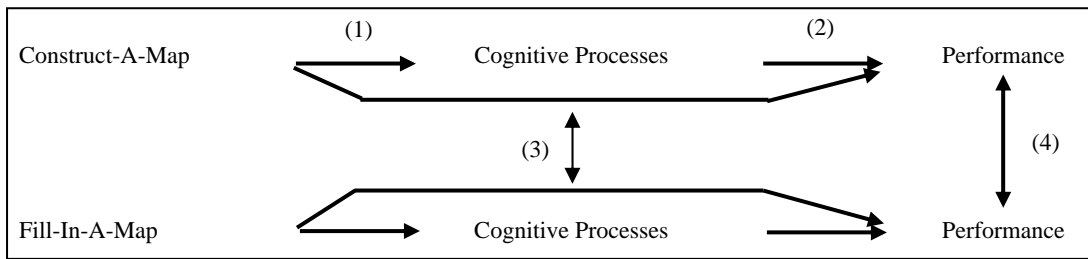 (1) (2)
Construct-A-Map Cognitive Processes Performance
(3) (4)
Fill-In-A-Map Cognitive Processes Performance